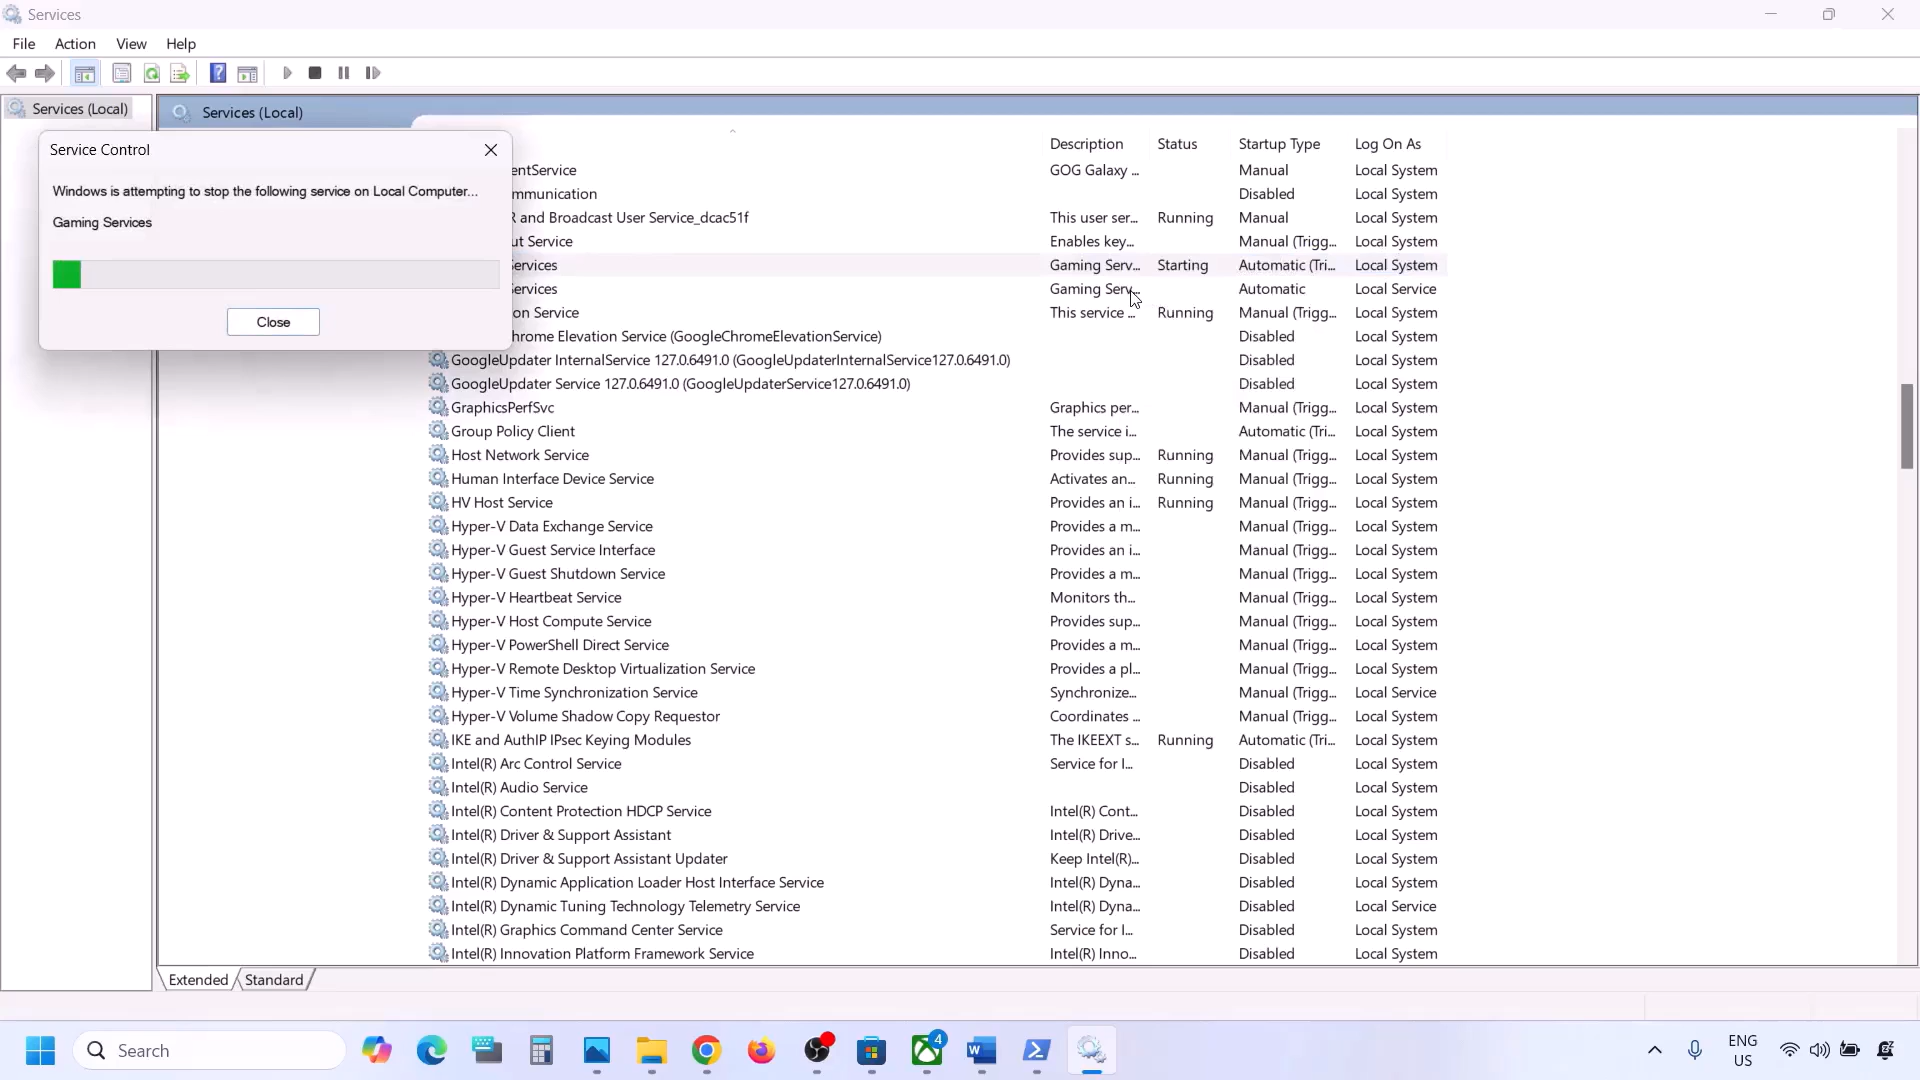 Services
File Action View Help
Services (Local)
Services (Local)
Service Control
Windows is attempting to stop the following service on Local Computer...
Gaming Services
Close
Description Status Startup Type Log On As
entService GOG Galaxy ... Manual Local System
mmunication Disabled Local System
R and Broadcast User Service_dcac51f This user ser... Running Manual Local System
ut Service Enables key... Manual (Trigg... Local System
Services Gaming Serv... Starting Automatic (Tri... Local System
Services Gaming Serv... Automatic Local Service
on Service This service ... Running Manual (Trigg... Local System
hrome Elevation Service (GoogleChromeElevationService) Disabled Local System
GoogleUpdater InternalService 127.0.6491.0 (GoogleUpdaterInternalService127.0.6491.0) Disabled Local System
GoogleUpdater Service 127.0.6491.0 (GoogleUpdaterService127.0.6491.0) Disabled Local System
GraphicsPerfSvc Graphics per... Manual (Trigg... Local System
Group Policy Client The service i... Automatic (Tri... Local System
Host Network Service Provides sup... Running Manual (Trigg... Local System
Human Interface Device Service Activates an... Running Manual (Trigg... Local System
HV Host Service Provides an i... Running Manual (Trigg... Local System
Hyper-V Data Exchange Service Provides a m... Manual (Trigg... Local System
Hyper-V Guest Service Interface Provides an i... Manual (Trigg... Local System
Hyper-V Guest Shutdown Service Provides a m... Manual (Trigg... Local System
Hyper-V Heartbeat Service Monitors th... Manual (Trigg... Local System
Hyper-V Host Compute Service Provides sup... Manual (Trigg... Local System
Hyper-V PowerShell Direct Service Provides a m... Manual (Trigg... Local System
Hyper-V Remote Desktop Virtualization Service Provides a pl... Manual (Trigg... Local System
Hyper-V Time Synchronization Service Synchronize... Manual (Trigg... Local Service
Hyper-V Volume Shadow Copy Requestor Coordinates ... Manual (Trigg... Local System
IKE and AuthIP IPsec Keying Modules The IKEEXT s... Running Automatic (Tri... Local System
Intel(R) Arc Control Service Service for I... Disabled Local System
Intel(R) Audio Service Disabled Local System
Intel(R) Content Protection HDCP Service Intel(R) Cont... Disabled Local System
Intel(R) Driver & Support Assistant Intel(R) Drive... Disabled Local System
Intel(R) Driver & Support Assistant Updater Keep Intel(R)... Disabled Local System
Intel(R) Dynamic Application Loader Host Interface Service Intel(R) Dyna... Disabled Local System
Intel(R) Dynamic Tuning Technology Telemetry Service Intel(R) Dyna... Disabled Local Service
Intel(R) Graphics Command Center Service Service for I... Disabled Local System
Intel(R) Innovation Platform Framework Service Intel(R) Inno... Disabled Local System
Extended Standard
Search
4
ENG
US